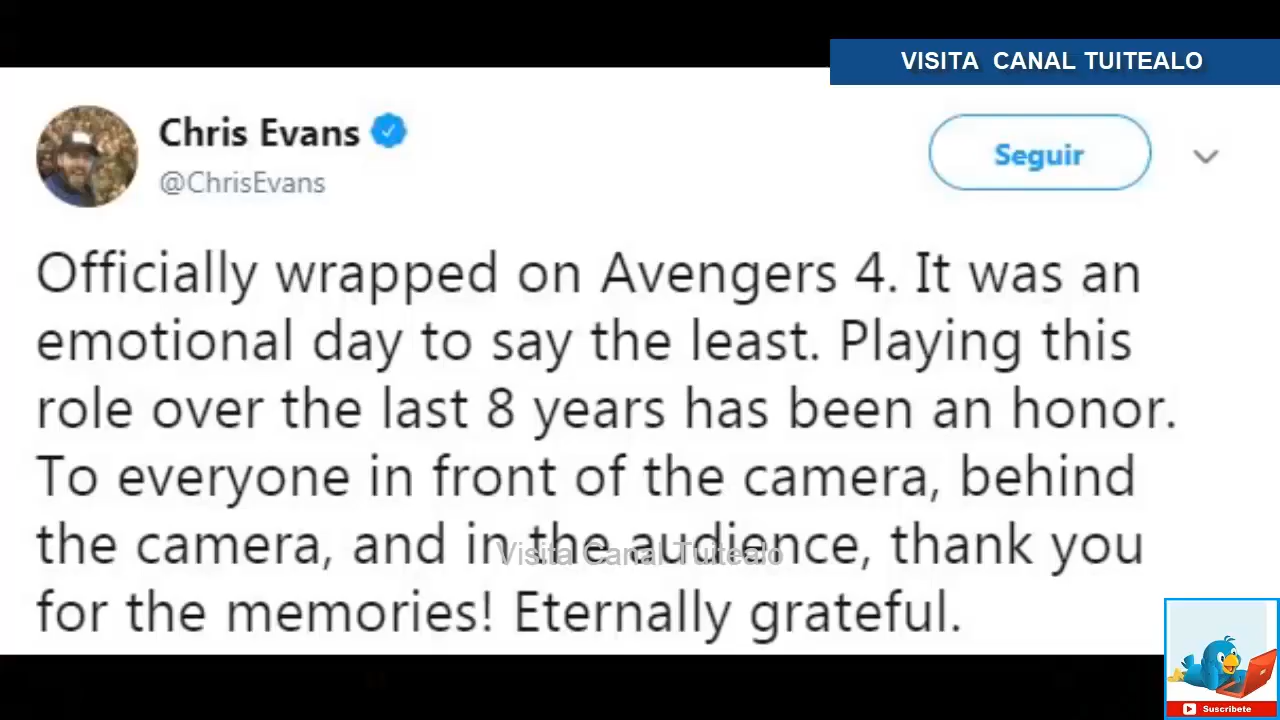 VISITA CANAL TUITEALO
Chris Evans
@ChrisEvans
Seguir
Officially wrapped on Avengers 4. It was an
emotional day to say the least. Playing this
role over the last 8 years has been an honor.
To everyone in front of the camera, behind
the camera, and in the audience, thank you
Visita Canal Tuitealo
for the memories! Eternally grateful.
Suscribete